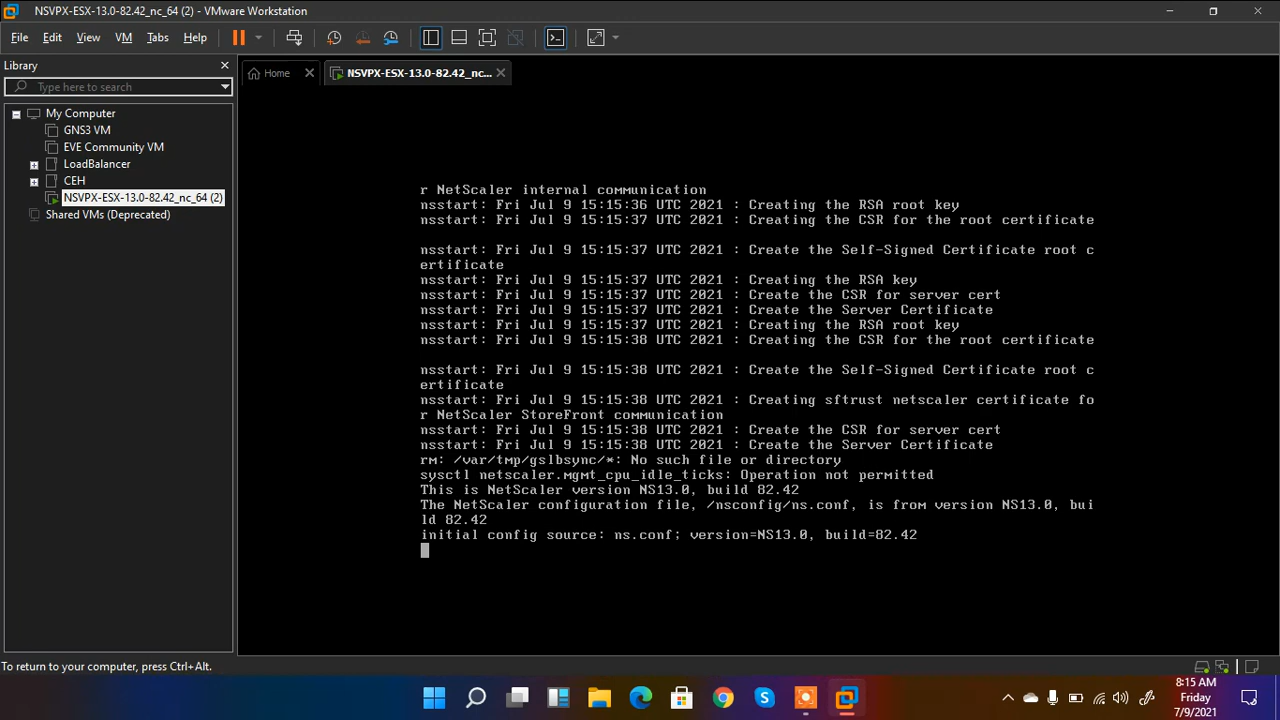 NSVPX-ESX-13.0-82.42_nc_64 (2) - VMware Workstation
File Edit View VM Tabs Help
Library
Type here to search
My Computer
GNS3 VM
EVE Community VM
LoadBalancer
CEH
NSVPX-ESX-13.0-82.42_nc_64 (2)
Shared VMs (Deprecated)
Home
NSVPX-ESX-13.0-82.42_nc...
r NetScaler internal communication
nsstart: Fri Jul 9 15:15:36 UTC 2021 : Creating the RSA root key
nsstart: Fri Jul 9 15:15:37 UTC 2021 : Creating the CSR for the root certificate
nsstart: Fri Jul 9 15:15:37 UTC 2021 : Create the Self-Signed Certificate root c
ertificate
nsstart: Fri Jul 9 15:15:37 UTC 2021 : Creating the RSA key
nsstart: Fri Jul 9 15:15:37 UTC 2021 : Create the CSR for server cert
nsstart: Fri Jul 9 15:15:37 UTC 2021 : Create the Server Certificate
nsstart: Fri Jul 9 15:15:37 UTC 2021 : Creating the RSA root key
nsstart: Fri Jul 9 15:15:38 UTC 2021 : Creating the CSR for the root certificate
nsstart: Fri Jul 9 15:15:38 UTC 2021 : Create the Self-Signed Certificate root c
ertificate
nsstart: Fri Jul 9 15:15:38 UTC 2021 : Creating sftrust netscaler certificate fo
r NetScaler StoreFront communication
nsstart: Fri Jul 9 15:15:38 UTC 2021 : Create the CSR for server cert
nsstart: Fri Jul 9 15:15:38 UTC 2021 : Create the Server Certificate
rm: /var/tmp/gslbsync/*: No such file or directory
sysctl netscaler.mgmt_cpu_idle_ticks: Operation not permitted
This is NetScaler version NS13.0, build 82.42
The NetScaler configuration file, /nsconfig/ns.conf, is from version NS13.0, bui
ld 82.42
initial config source: ns.conf; version=NS13.0, build=82.42
To return to your computer, press Ctrl+Alt.
8:15 AM
Friday
7/9/2021